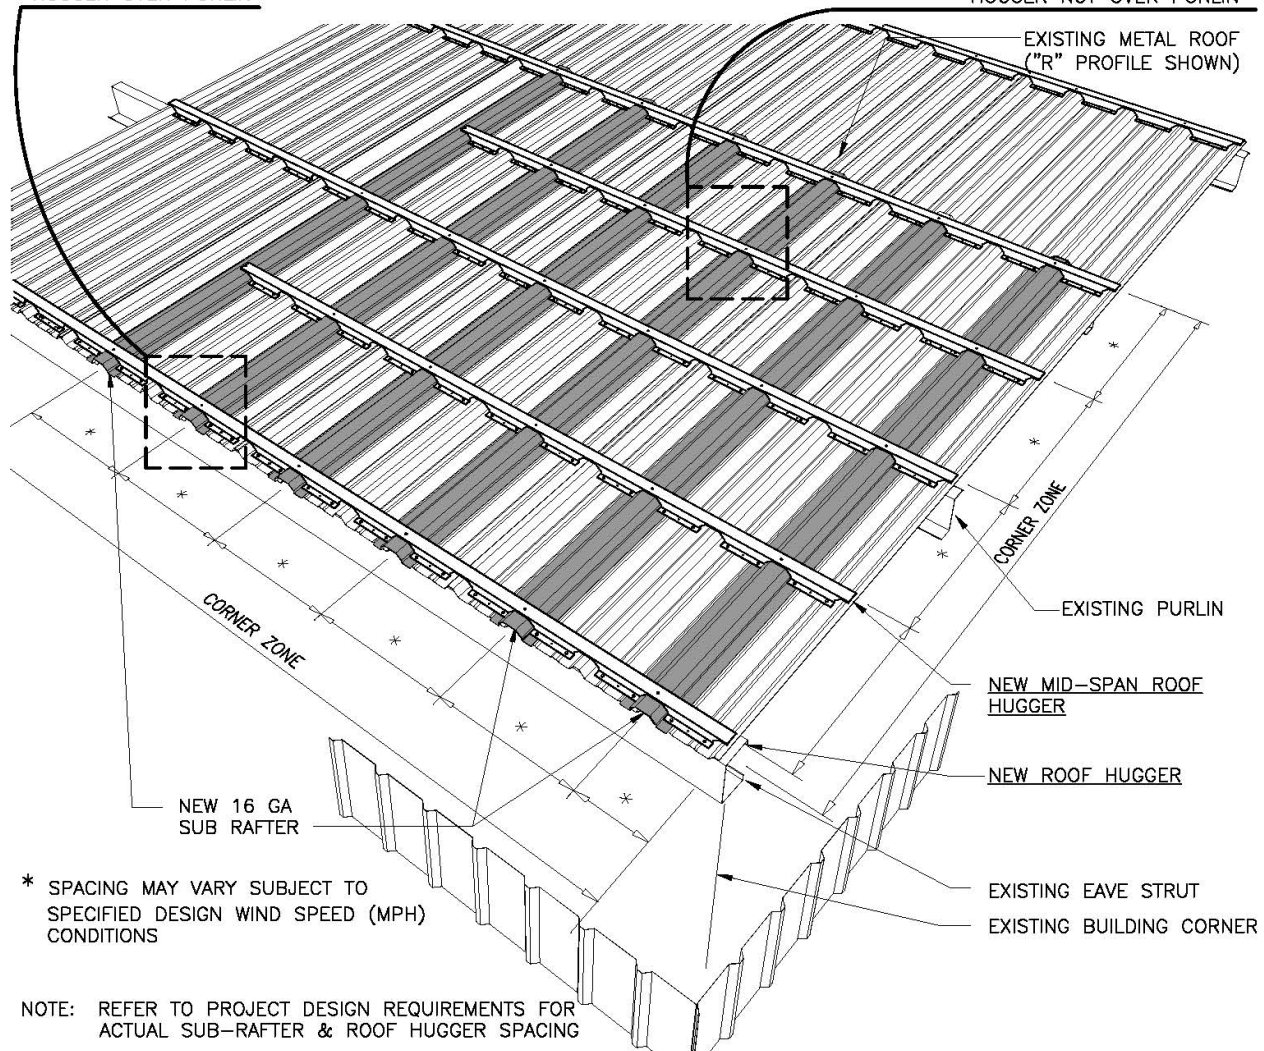 HUGGER NOT OVER PURLIN
EXISTING METAL ROOF
("R" PROFILE SHOWN)
*
*
*
*
*
*
*
*
*
CORNER ZONE
CORNER ZONE
EXISTING PURLIN
NEW MID-SPAN ROOF
HUGGER
NEW ROOF HUGGER
NEW 16 GA
SUB RAFTER
EXISTING EAVE STRUT
EXISTING BUILDING CORNER
* SPACING MAY VARY SUBJECT TO
SPECIFIED DESIGN WIND SPEED (MPH)
CONDITIONS
NOTE: REFER TO PROJECT DESIGN REQUIREMENTS FOR
ACTUAL SUB-RAFTER & ROOF HUGGER SPACING